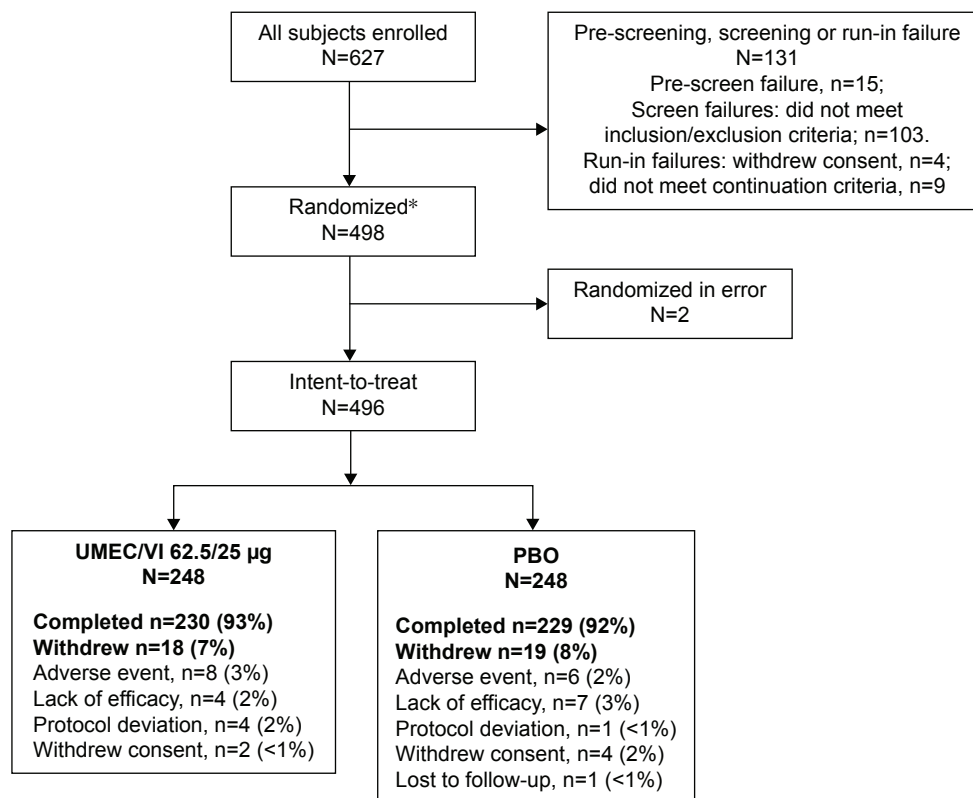 All subjects enrolled
N=627
Pre-screening, screening or run-in failure
N=131
Pre-screen failure, n=15;
Screen failures: did not meet
inclusion/exclusion criteria; n=103.
Run-in failures: withdrew consent, n=4;
did not meet continuation criteria, n=9
Randomized*
N=498
Randomized in error
N=2
Intent-to-treat
N=496
UMEC/VI 62.5/25 µg
N=248
Completed n=230 (93%)
Withdrew n=18 (7%)
Adverse event, n=8 (3%)
Lack of efficacy, n=4 (2%)
Protocol deviation, n=4 (2%)
Withdrew consent, n=2 (<1%)
PBO
N=248
Completed n=229 (92%)
Withdrew n=19 (8%)
Adverse event, n=6 (2%)
Lack of efficacy, n=7 (3%)
Protocol deviation, n=1 (<1%)
Withdrew consent, n=4 (2%)
Lost to follow-up, n=1 (<1%)